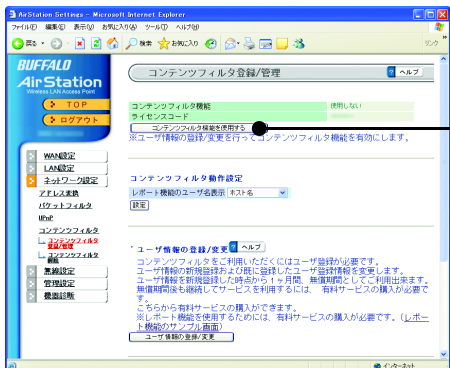 AirStation Settings - Microsoft Internet Explorer
ファイル(F) 編集(E) 表示(V) お気に入り(A) ツール(T) ヘルプ(H)
戻る 検索 お気に入り リンク
BUFFALO
AirStation
Wireless LAN Access Point
TOP
ログアウト
WAN設定
LAN設定
ネットワーク設定
アドレス変換
パケットフィルタ
UPnP
コンテンツフィルタ
コンテンツフィルタ
登録/管理
コンテンツフィルタ
制限
無線設定
管理設定
機器診断
コンテンツフィルタ登録/管理 ヘルプ
コンテンツフィルタ機能 使用しない
ライセンスコード
コンテンツフィルタ機能を使用する
※ユーザ情報の登録/変更を行ってコンテンツフィルタ機能を有効にします。
コンテンツフィルタ動作設定
レポート機能のユーザ名表示 ホスト名
設定
・ユーザ情報の登録/変更 ヘルプ
コンテンツフィルタをご利用いただくにはユーザ登録が必要です。
ユーザ情報の新規登録および既に登録したユーザ登録情報を変更します。
ユーザ情報を新規登録した時点から1ヶ月間、無償期間としてご利用出来ます。
無償期間後も継続してサービスを利用するには、 有料サービスの購入が必要で
す。
こちらから有料サービスの購入ができます。
※レポート機能を使用するためには、有料サービスの購入が必要です。(レポー
ト機能のサンプル画面)
ユーザ情報の登録/変更
インターネット